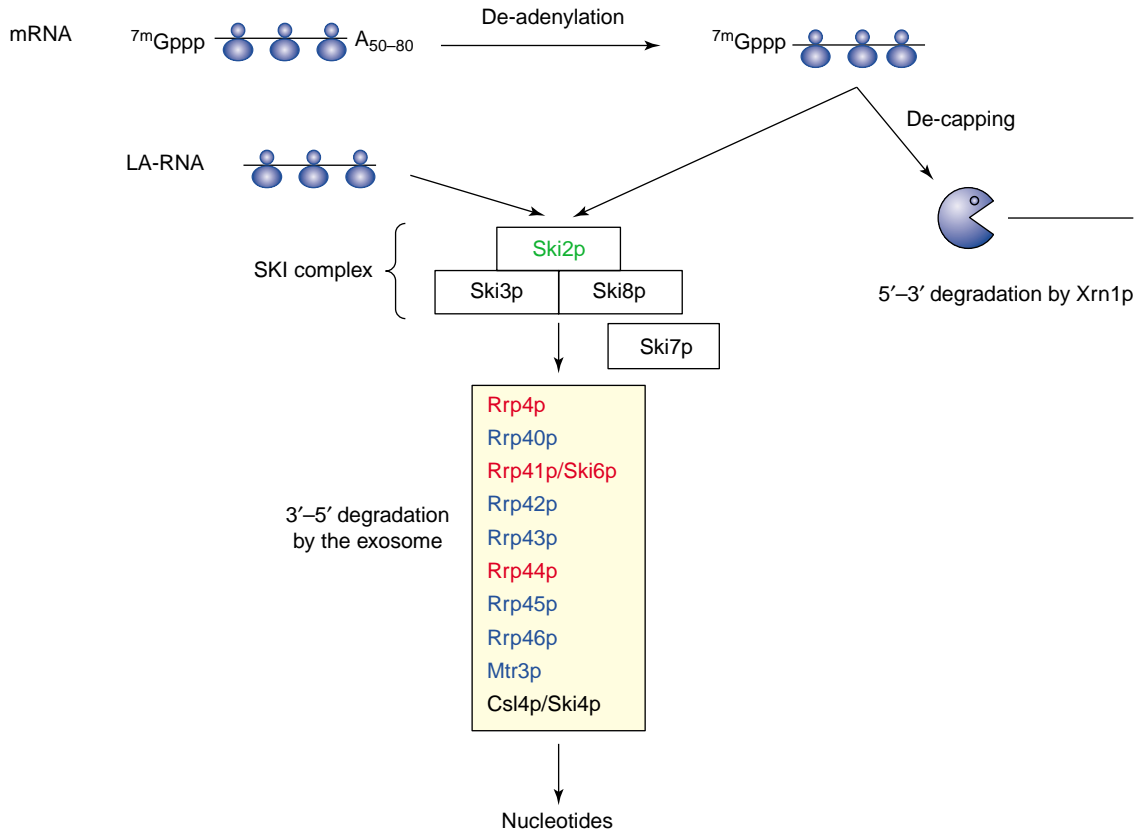 mRNA
⁷ᵐGppp A₅₀₋₈₀
De-adenylation
⁷ᵐGppp
De-capping
LA-RNA
SKI complex
Ski2p
Ski3p Ski8p
Ski7p
5′–3′ degradation by Xrn1p
3′–5′ degradation
by the exosome
Rrp4p
Rrp40p
Rrp41p/Ski6p
Rrp42p
Rrp43p
Rrp44p
Rrp45p
Rrp46p
Mtr3p
Csl4p/Ski4p
Nucleotides